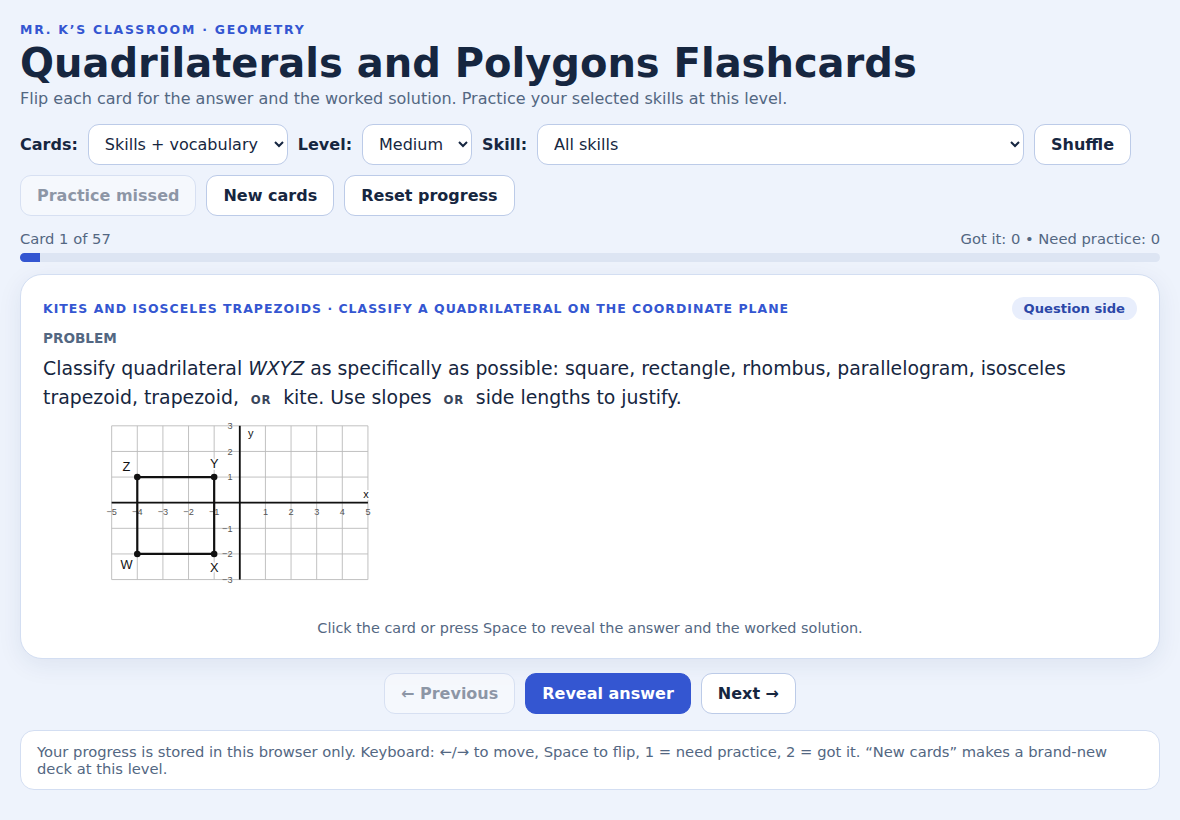 MR. K’S CLASSROOM · GEOMETRY
Quadrilaterals and Polygons Flashcards
Flip each card for the answer and the worked solution. Practice your selected skills at this level.
Cards: Skills + vocabulary Level: Medium Skill: All skills Shuffle
Practice missed New cards Reset progress
Card 1 of 57 Got it: 0 • Need practice: 0
KITES AND ISOSCELES TRAPEZOIDS · CLASSIFY A QUADRILATERAL ON THE COORDINATE PLANE Question side
PROBLEM
Classify quadrilateral WXYZ as specifically as possible: square, rectangle, rhombus, parallelogram, isosceles
trapezoid, trapezoid, OR kite. Use slopes OR side lengths to justify.
3
y
2
Z Y
1
x
−5 −4 −3 −2 −1 1 2 3 4 5
−1
−2
W X
−3
Click the card or press Space to reveal the answer and the worked solution.
← Previous Reveal answer Next →
Your progress is stored in this browser only. Keyboard: ←/→ to move, Space to flip, 1 = need practice, 2 = got it. “New cards” makes a brand-new
deck at this level.